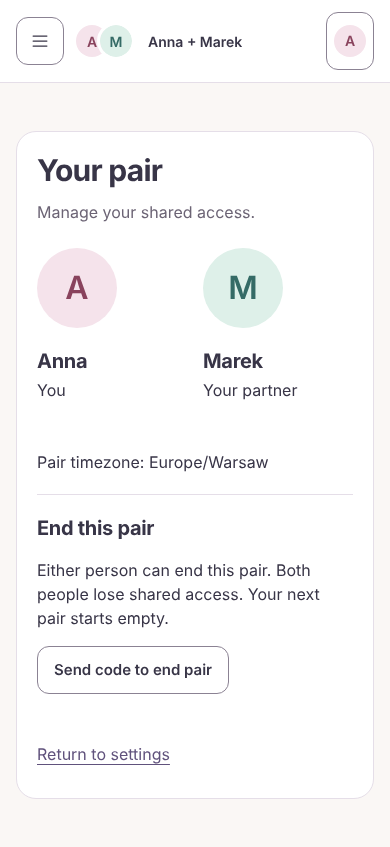 A M Anna + Marek A
Your pair
Manage your shared access.
A M
Anna Marek
You Your partner
Pair timezone: Europe/Warsaw
End this pair
Either person can end this pair. Both
people lose shared access. Your next
pair starts empty.
Send code to end pair
Return to settings